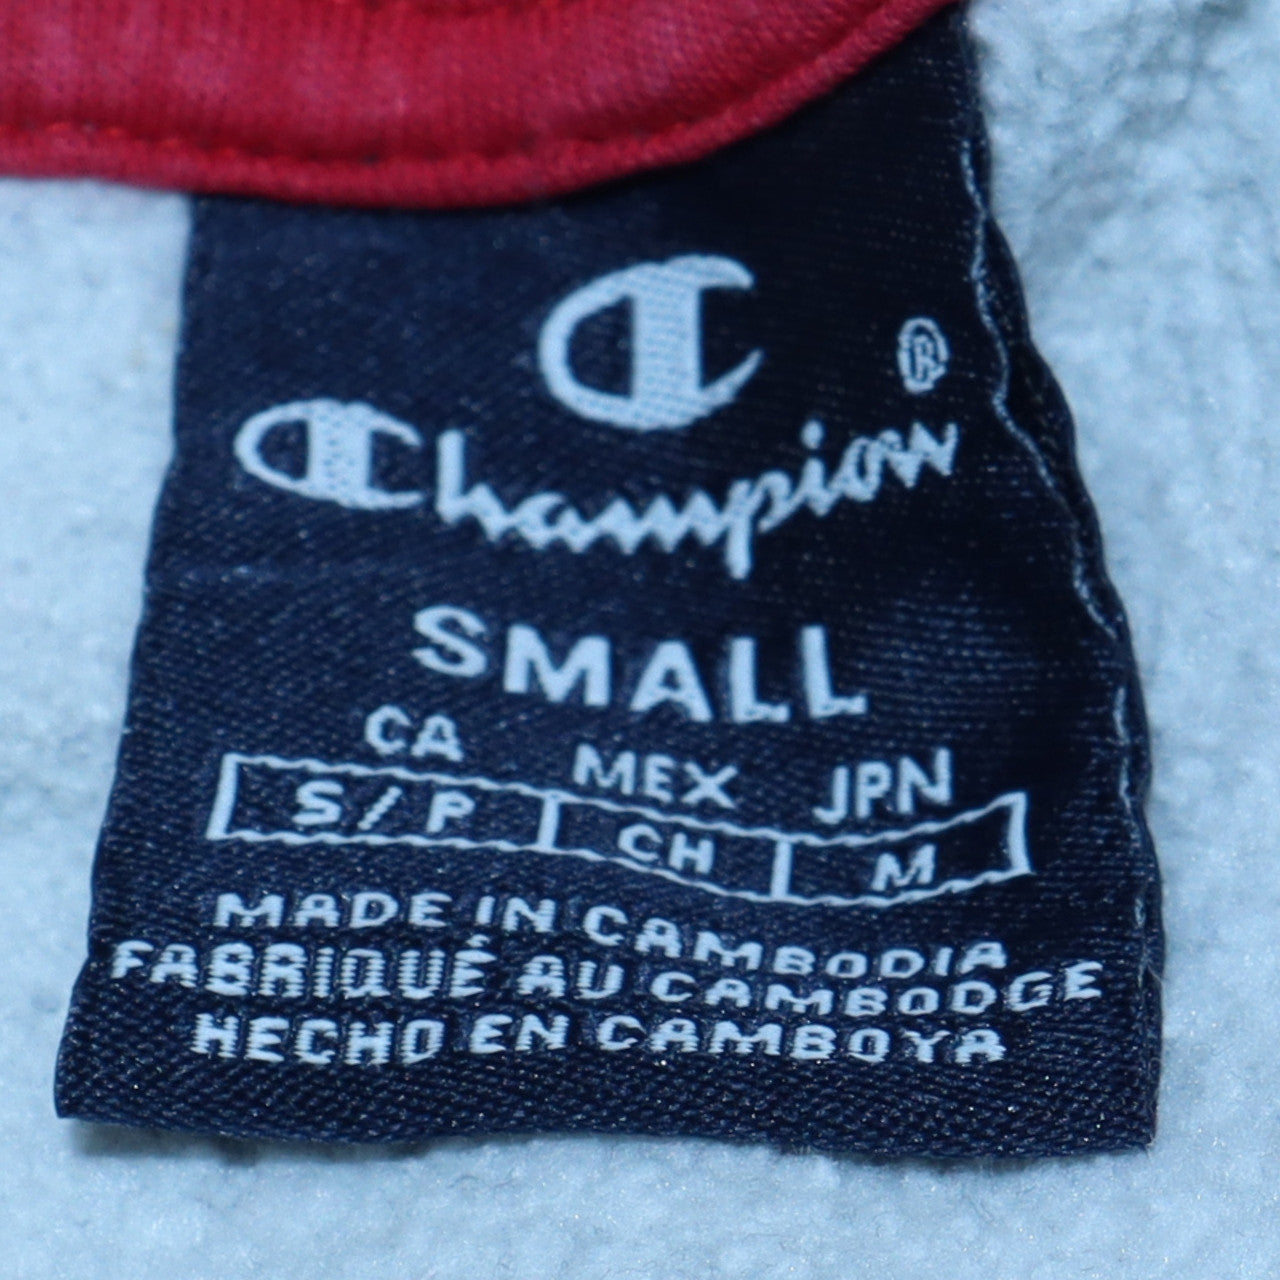 C
Champion®
SMALL
CA MEX JPN
S/P CH M
MADE IN CAMBODIA
FABRIQUÉ AU CAMBODGE
HECHO EN CAMBOYA